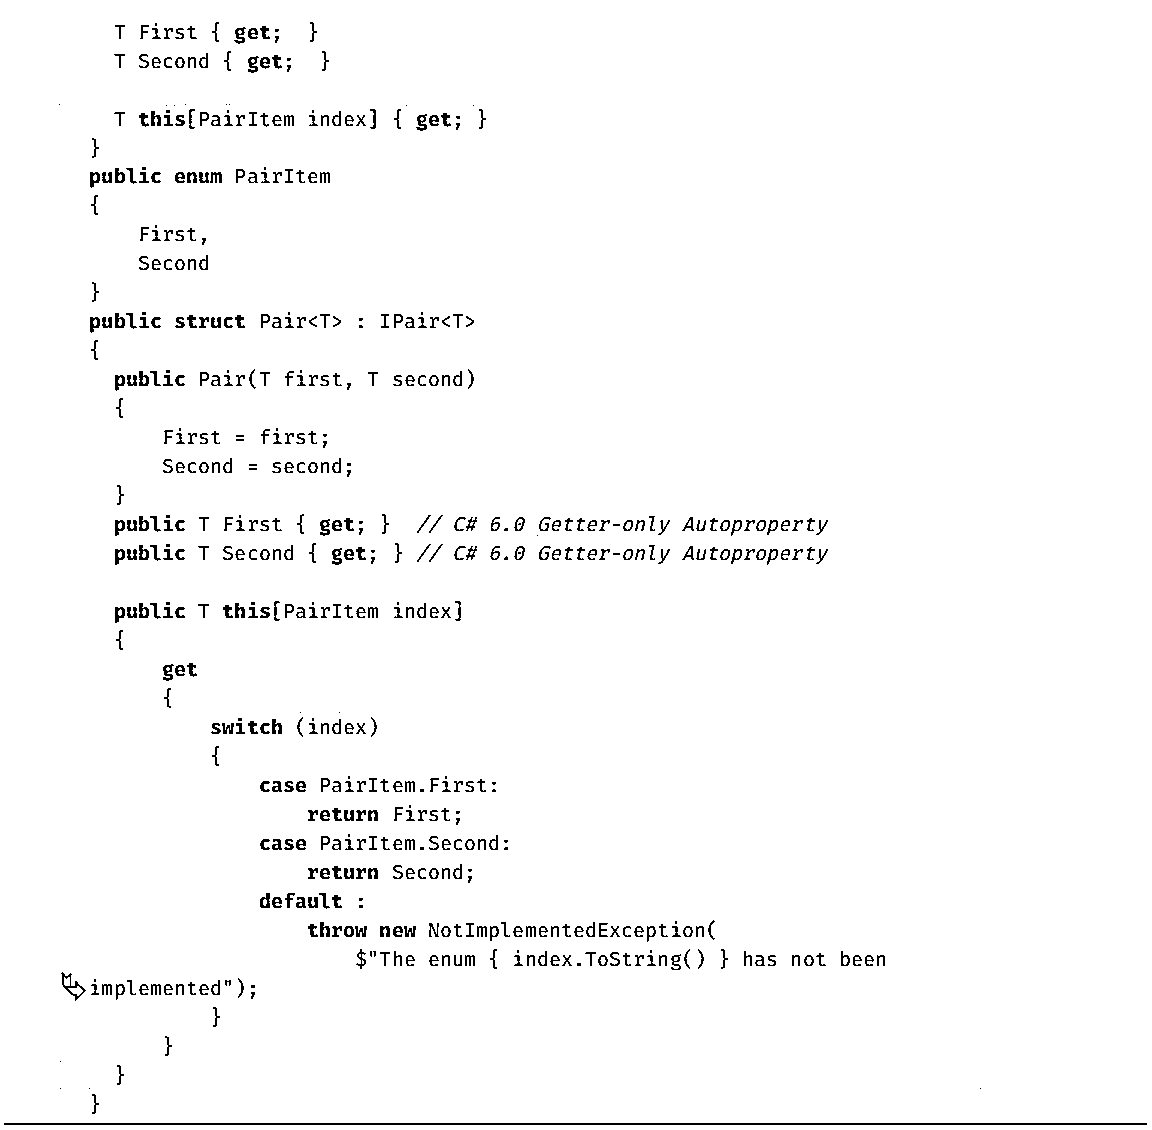 T First { get;  }
T Second { get;  }
T this[PairItem index] { get; }
}
public enum PairItem
{
First,
Second
}
public struct Pair<T> : IPair<T>
{
public Pair(T first, T second)
{
First = first;
Second = second;
}
public T First { get; }  // C# 6.0 Getter-only Autoproperty
public T Second { get; } // C# 6.0 Getter-only Autoproperty
public T this[PairItem index]
{
get
{
switch (index)
{
case PairItem.First:
return First;
case PairItem.Second:
return Second;
default :
throw new NotImplementedException(
$"The enum { index.ToString() } has not been
implemented");
}
}
}
}